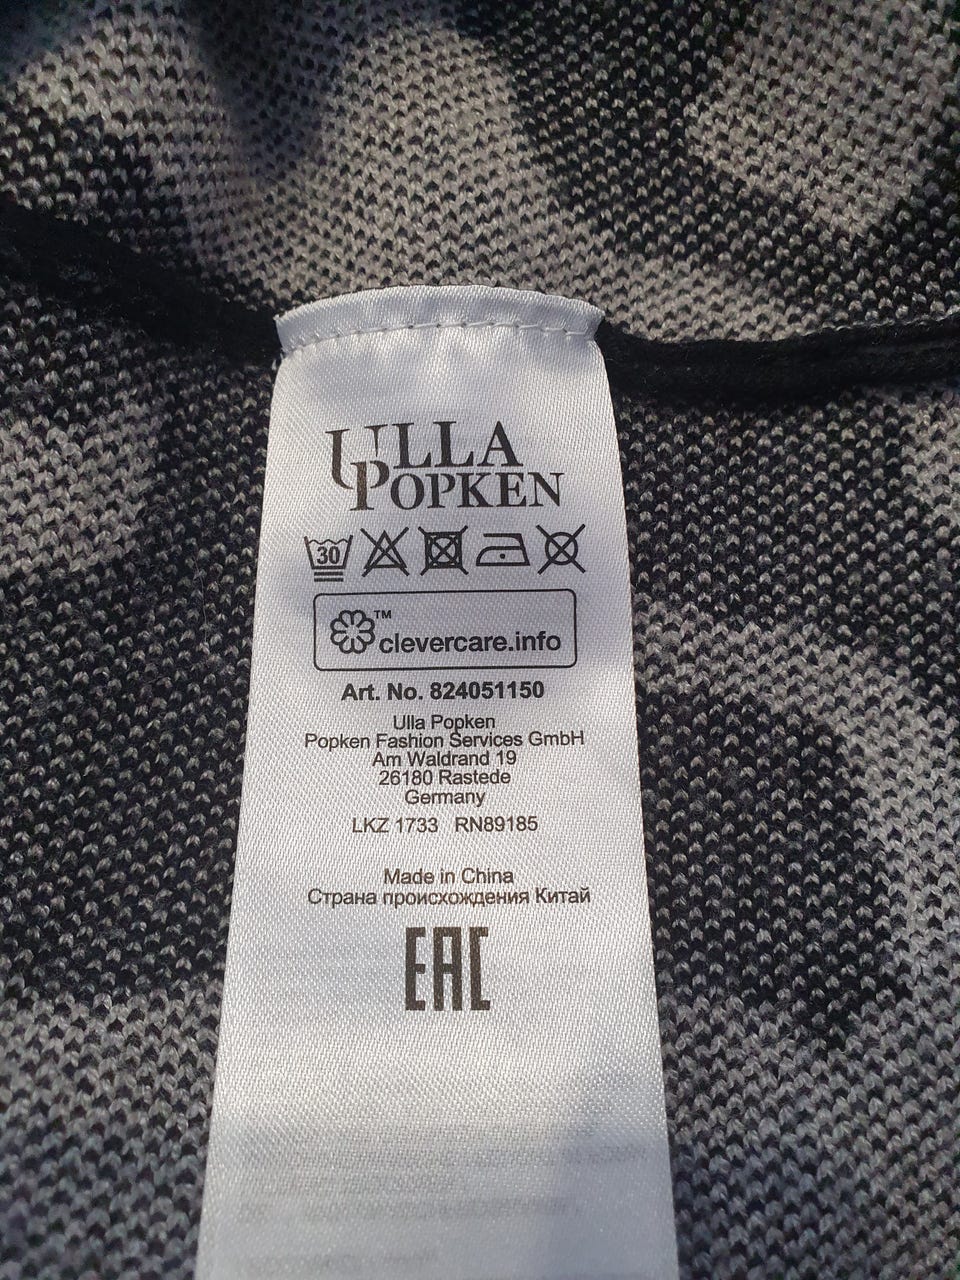 ULLA
POPKEN
30
TM
clevercare.info
Art. No. 824051150
Ulla Popken
Popken Fashion Services GmbH
Am Waldrand 19
26180 Rastede
Germany
LKZ 1733 RN89185
Made in China
Страна происхождения Китай
EAC